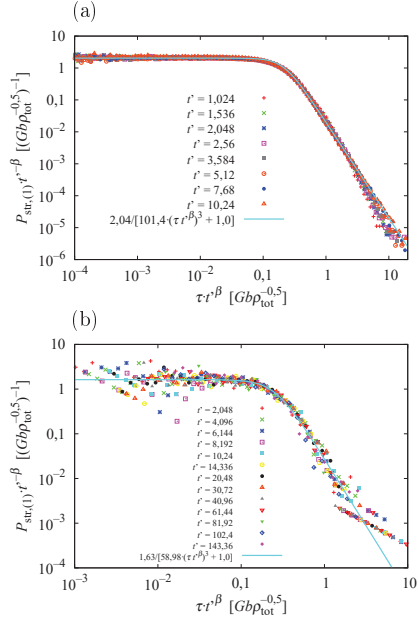 (a)
10
1
0,1
10⁻²
10⁻³
10⁻⁴
10⁻⁵
10⁻⁶
P_str,(1)·t'^−β [(Gbρ_tot^−0,5)^−1]
t' = 1,024
t' = 1,536
t' = 2,048
t' = 2,56
t' = 3,584
t' = 5,12
t' = 7,68
t' = 10,24
2,04/[101,4·(τ t'^β)^3 + 1,0]
10⁻⁴ 10⁻³ 10⁻² 0,1 1 10
τ·t'^β [Gbρ_tot^−0,5]
(b)
10
1
0,1
10⁻²
10⁻³
10⁻⁴
P_str,(1)·t'^−β [(Gbρ_tot^−0,5)^−1]
t' = 2,048
t' = 4,096
t' = 6,144
t' = 8,192
t' = 10,24
t' = 14,336
t' = 20,48
t' = 30,72
t' = 40,96
t' = 61,44
t' = 81,92
t' = 102,4
t' = 143,36
1,63/[58,98·(τ t'^β)^3 + 1,0]
10⁻³ 10⁻² 0,1 1 10
τ·t'^β [Gbρ_tot^−0,5]